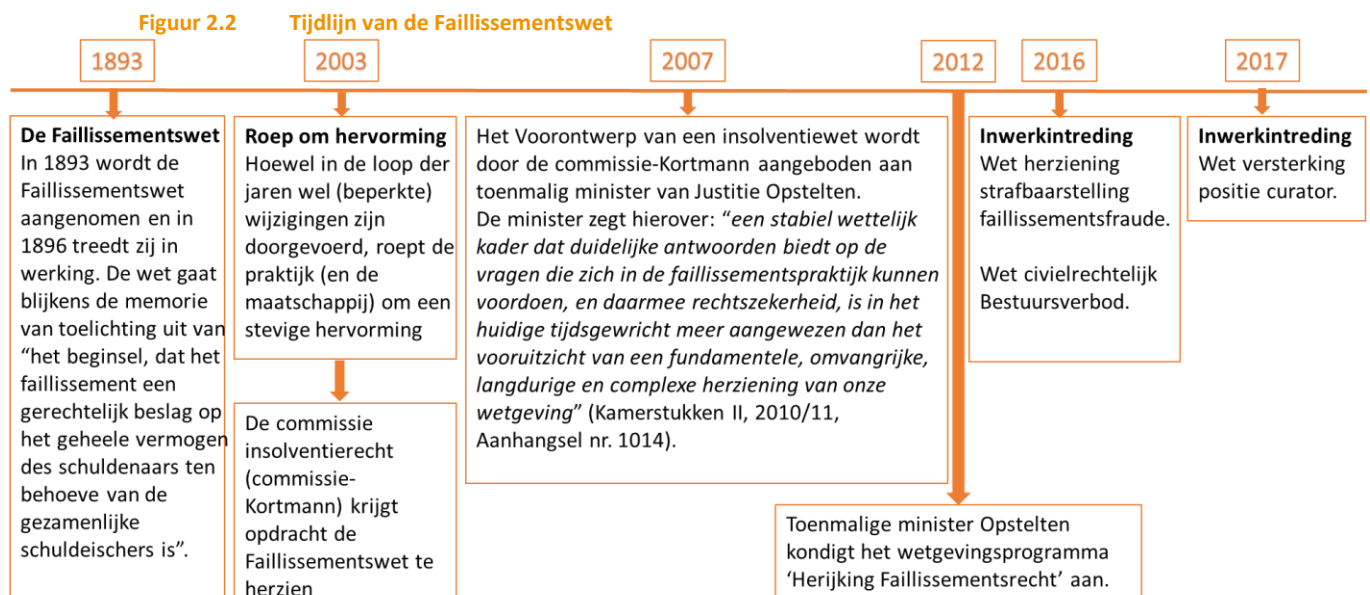 Figuur 2.2 Tijdlijn van de Faillissementswet
1893
2003
2007
2012
2016
2017
De Faillissementswet
In 1893 wordt de
Faillissementswet
aangenomen en in
1896 treedt zij in
werking. De wet gaat
blijkens de memorie
van toelichting uit van
“het beginsel, dat het
faillissement een
gerechtelijk beslag op
het geheele vermogen
des schuldenaars ten
behoeve van de
gezamenlijke
schuldeischers is”.
Roep om hervorming
Hoewel in de loop der
jaren wel (beperkte)
wijzigingen zijn
doorgevoerd, roept de
praktijk (en de
maatschappij) om een
stevige hervorming
De commissie
insolventierecht
(commissie-
Kortmann) krijgt
opdracht de
Faillissementswet te
herzien
Het Voorontwerp van een insolventiewet wordt
door de commissie-Kortmann aangeboden aan
toenmalig minister van Justitie Opstelten.
De minister zegt hierover: “een stabiel wettelijk
kader dat duidelijke antwoorden biedt op de
vragen die zich in de faillissementspraktijk kunnen
voordoen, en daarmee rechtszekerheid, is in het
huidige tijdsgewricht meer aangewezen dan het
vooruitzicht van een fundamentele, omvangrijke,
langdurige en complexe herziening van onze
wetgeving” (Kamerstukken II, 2010/11,
Aanhangsel nr. 1014).
Toenmalige minister Opstelten
kondigt het wetgevingsprogramma
‘Herijking Faillissementsrecht’ aan.
Inwerkintreding
Wet herziening
strafbaarstelling
faillissementsfraude.
Wet civielrechtelijk
Bestuursverbod.
Inwerkintreding
Wet versterking
positie curator.